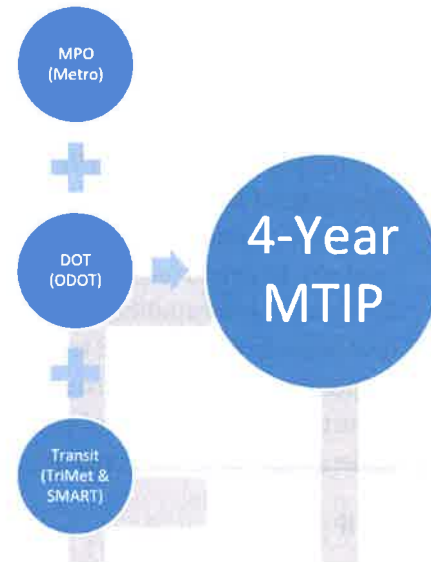 MPO
(Metro)
DOT
(ODOT)
4-Year
MTIP
Transit
(TriMet &
SMART)